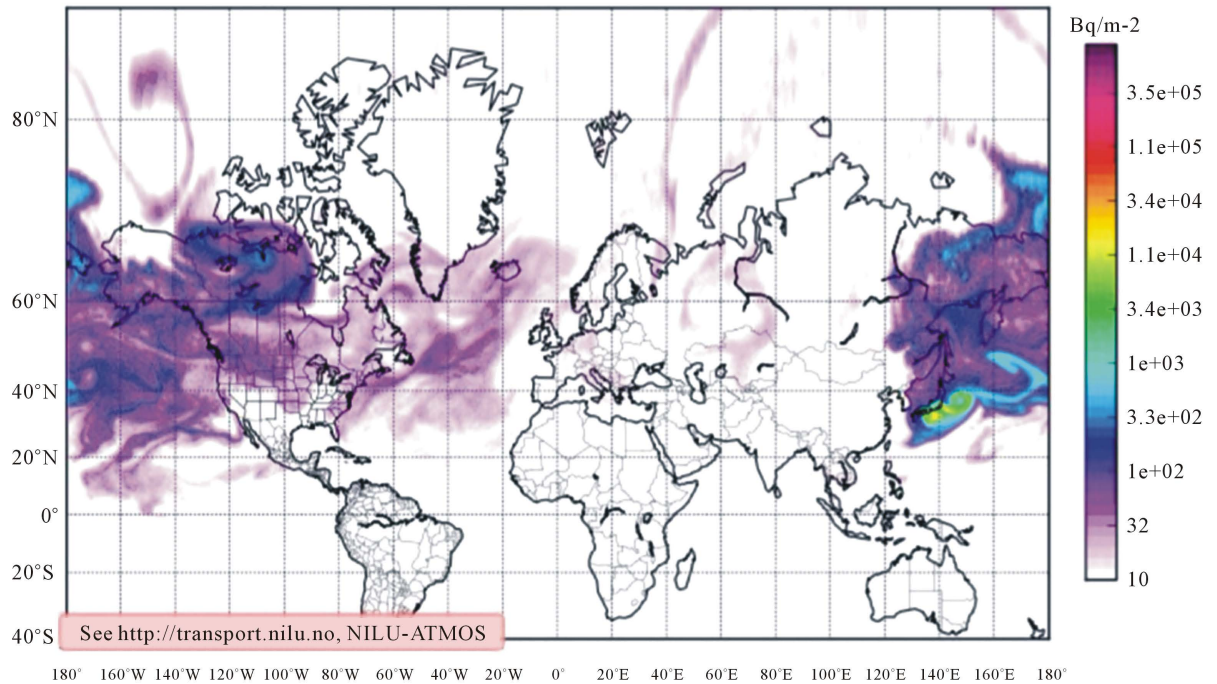 Bq/m-2
80°N
60°N
40°N
20°N
0°
20°S
40°S
3.5e+05
1.1e+05
3.4e+04
1.1e+04
3.4e+03
1e+03
3.3e+02
1e+02
32
10
See http://transport.nilu.no, NILU-ATMOS
180° 160°W 140°W 120°W 100°W 80°W 60°W 40°W 20°W 0° 20°E 40°E 60°E 80°E 100°E 120°E 140°E 160°E 180°